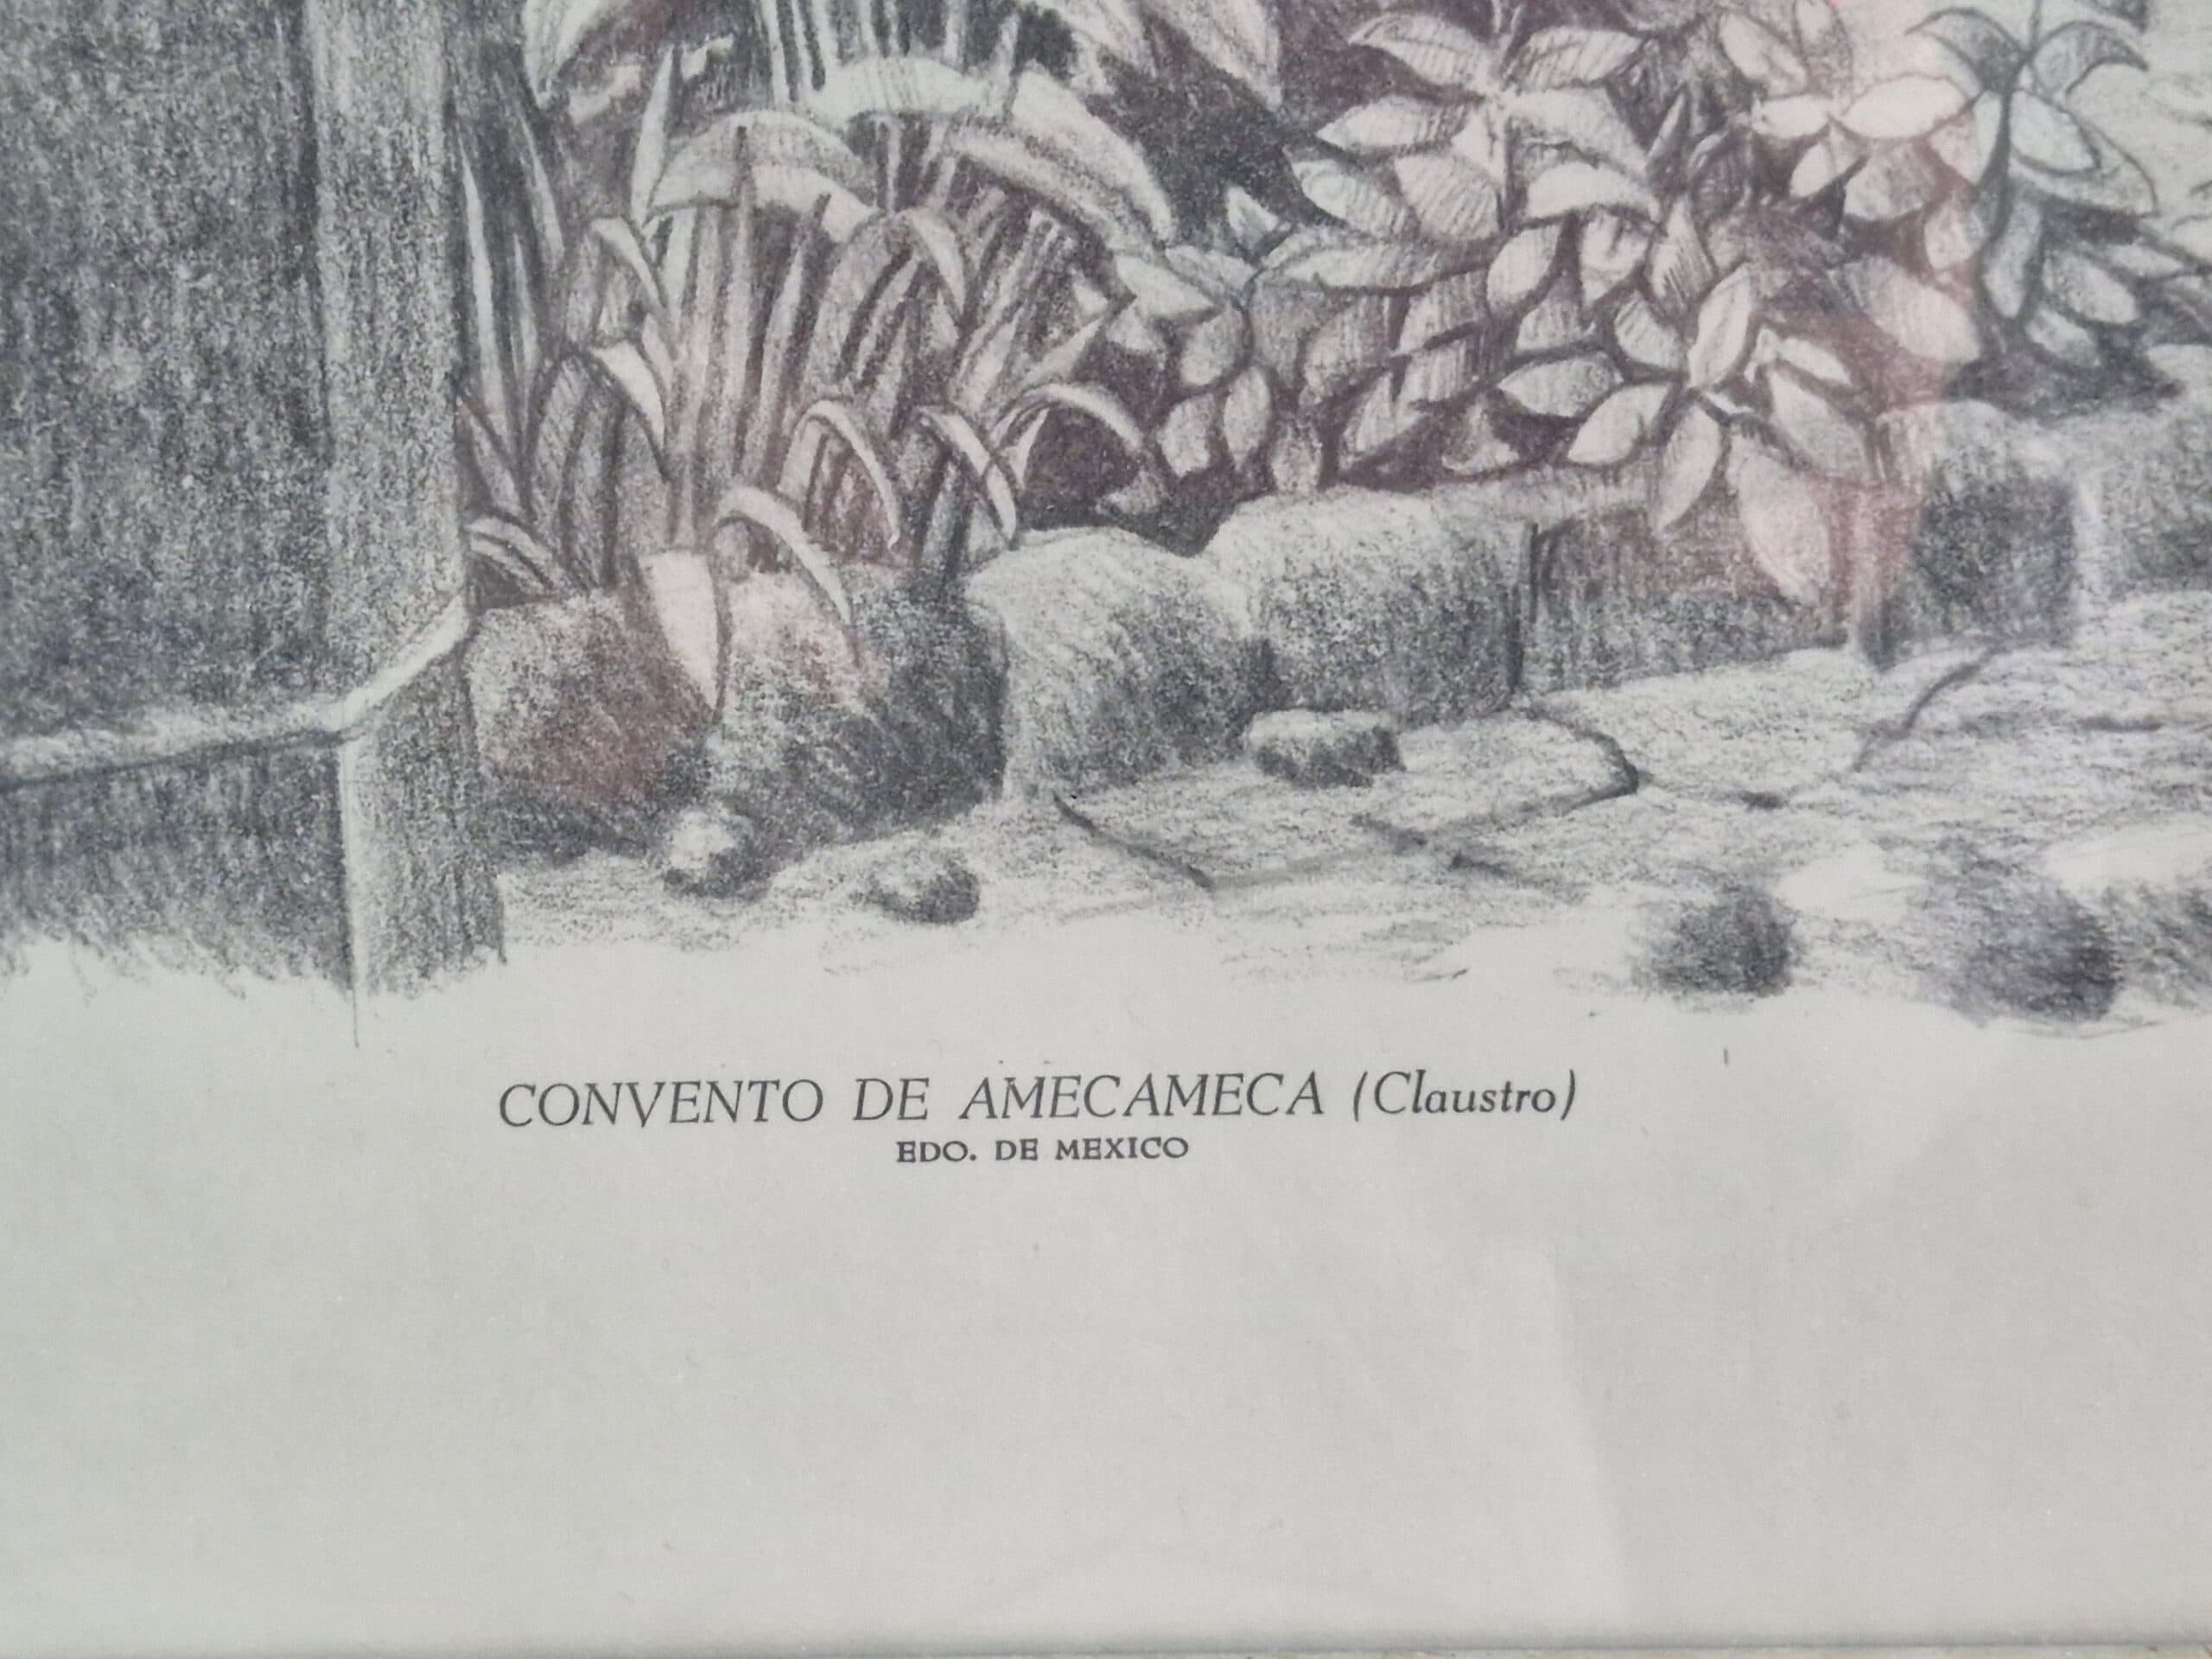 CONVENTO DE AMECAMECA (Claustro)
EDO. DE MEXICO